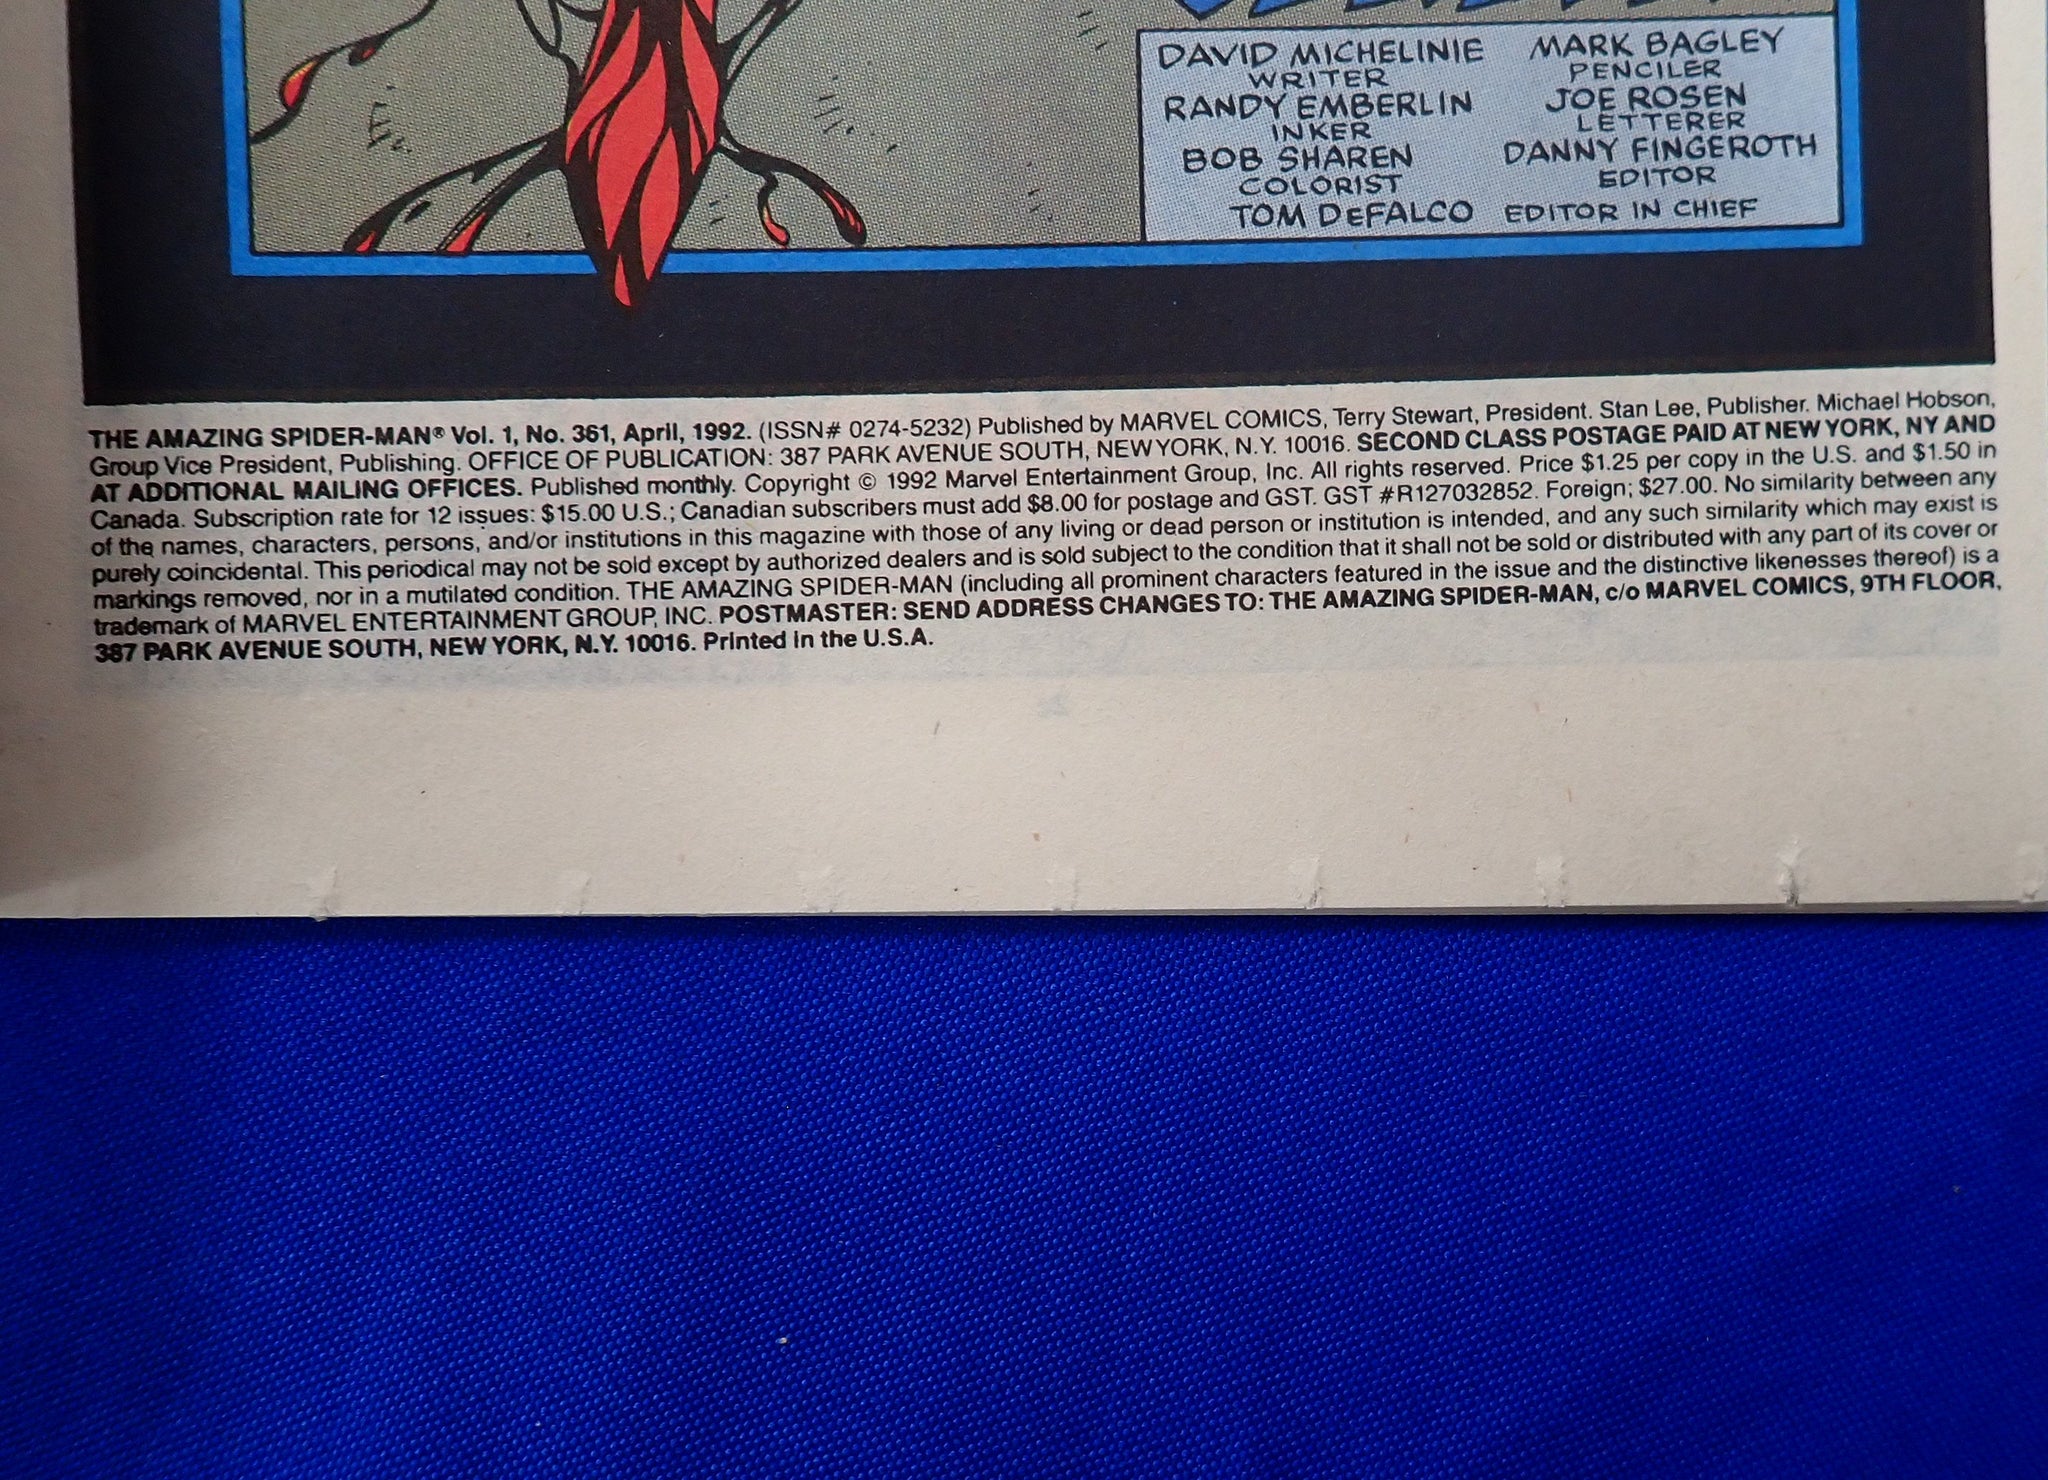 DAVID MICHELINIE
WRITER
MARK BAGLEY
PENCILER
RANDY EMBERLIN
INKER
JOE ROSEN
LETTERER
BOB SHAREN
COLORIST
DANNY FINGEROTH
EDITOR
TOM DEFALCO EDITOR IN CHIEF
THE AMAZING SPIDER-MAN® Vol. 1, No. 361, April, 1992. (ISSN# 0274-5232) Published by MARVEL COMICS, Terry Stewart, President. Stan Lee, Publisher. Michael Hobson,
Group Vice President, Publishing. OFFICE OF PUBLICATION: 387 PARK AVENUE SOUTH, NEW YORK, N.Y. 10016. SECOND CLASS POSTAGE PAID AT NEW YORK, NY AND
AT ADDITIONAL MAILING OFFICES. Published monthly. Copyright © 1992 Marvel Entertainment Group, Inc. All rights reserved. Price $1.25 per copy in the U.S. and $1.50 in
Canada. Subscription rate for 12 issues: $15.00 U.S.; Canadian subscribers must add $8.00 for postage and GST. GST #R127032852. Foreign; $27.00. No similarity between any
of the names, characters, persons, and/or institutions in this magazine with those of any living or dead person or institution is intended, and any such similarity which may exist is
purely coincidental. This periodical may not be sold except by authorized dealers and is sold subject to the condition that it shall not be sold or distributed with any part of its cover or
markings removed, nor in a mutilated condition. THE AMAZING SPIDER-MAN (including all prominent characters featured in the issue and the distinctive likenesses thereof) is a
trademark of MARVEL ENTERTAINMENT GROUP, INC. POSTMASTER: SEND ADDRESS CHANGES TO: THE AMAZING SPIDER-MAN, c/o MARVEL COMICS, 9TH FLOOR,
387 PARK AVENUE SOUTH, NEW YORK, N.Y. 10016. Printed in the U.S.A.